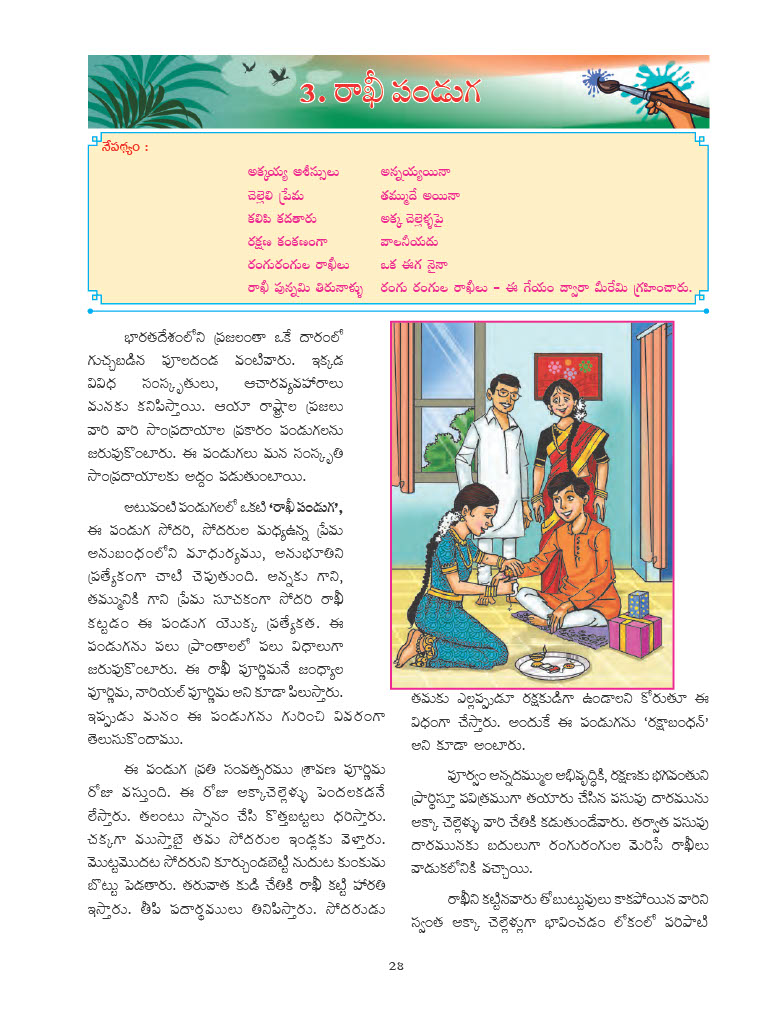 3. రాఖీ పండుగ
నేపథ్యం :
అక్కయ్య ఆశీస్సులు
చెల్లెలి ప్రేమ
కలిపి కదతారు
రక్షణ కంకణంగా
రంగురంగుల రాఖీలు
రాఖీ పున్నమి తిరునాళ్ళు
అన్నయ్యయినా
తమ్ముడే అయినా
అక్క చెల్లెళ్ళపై
వాలనీయదు
ఒక ఈగ నైనా
రంగు రంగుల రాఖీలు - ఈ గేయం ద్వారా మీరేమి గ్రహించారు.
భారతదేశంలోని ప్రజలంతా ఒకే దారంలో
గుచ్చబడిన పూలదండ వంటివారు. ఇక్కడ
వివిధ సంస్కృతులు, ఆచారవ్యవహారాలు
మనకు కనిపిస్తాయి. ఆయా రాష్ట్రాల ప్రజలు
వారి వారి సాంప్రదాయాల ప్రకారం పండుగలను
జరుపుకొంటారు. ఈ పండుగలు మన సంస్కృతి
సాంప్రదాయాలకు అద్దం పడుతుంటాయి.
అటువంటి పండుగలలో ఒకటి ‘రాఖీ పండుగ’,
ఈ పండుగ సోదరి, సోదరుల మధ్యఉన్న ప్రేమ
అనుబంధంలోని మాధుర్యము, అనుభూతిని
ప్రత్యేకంగా చాటి చెపుతుంది. అన్నకు గాని,
తమ్మునికి గాని ప్రేమ సూచకంగా సోదరి రాఖీ
కట్టడం ఈ పండుగ యొక్క ప్రత్యేకత. ఈ
పండుగను పలు ప్రాంతాలలో పలు విధాలుగా
జరుపుకొంటారు. ఈ రాఖీ పూర్ణిమనే జంధ్యాల
పూర్ణిమ, నారియల్ పూర్ణిమ అని కూడా పిలుస్తారు.
ఇప్పుడు మనం ఈ పండుగను గురించి వివరంగా
తెలుసుకొందాము.
ఈ పండుగ ప్రతి సంవత్సరము శ్రావణ పూర్ణిమ
రోజు వస్తుంది. ఈ రోజు అక్కాచెల్లెళ్ళు పెందలకడనే
లేస్తారు. తలంటు స్నానం చేసి కొత్తబట్టలు ధరిస్తారు.
చక్కగా ముస్తాబై తమ సోదరుల ఇండ్లకు వెళ్తారు.
మొట్టమొదట సోదరుని కూర్చుండబెట్టి నుదుట కుంకుమ
బొట్టు పెడతారు. తరువాత కుడి చేతికి రాఖీ కట్టి హారతి
ఇస్తారు. తీపి పదార్థములు తినిపిస్తారు. సోదరుడు
తమకు ఎల్లప్పుడూ రక్షకుడిగా ఉండాలని కోరుతూ ఈ
విధంగా చేస్తారు. అందుకే ఈ పండుగను ‘రక్షాబంధన్’
అని కూడా అంటారు.
పూర్వం అన్నదమ్ముల అభివృద్ధికి, రక్షణకు భగవంతుని
ప్రార్థిస్తూ పవిత్రముగా తయారు చేసిన పసుపు దారమును
అక్కా చెల్లెళ్ళు వారి చేతికి కడుతుండేవారు. తర్వాత పసుపు
దారమునకు బదులుగా రంగురంగుల మెరిసే రాఖీలు
వాడుకలోనికి వచ్చాయి.
రాఖీని కట్టినవారు తోబుట్టువులు కాకపోయిన వారిని
స్వంత అక్కా చెల్లెళ్లుగా భావించడం లోకంలో పరిపాటి
28